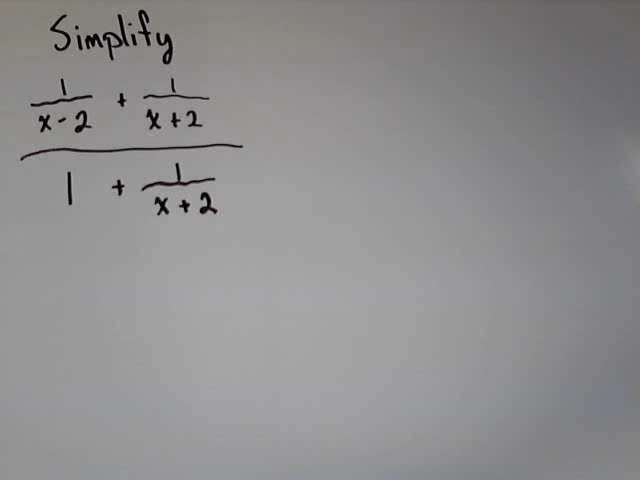 Simplify
1 1
x-2 + x+2
1 + 1
x+2